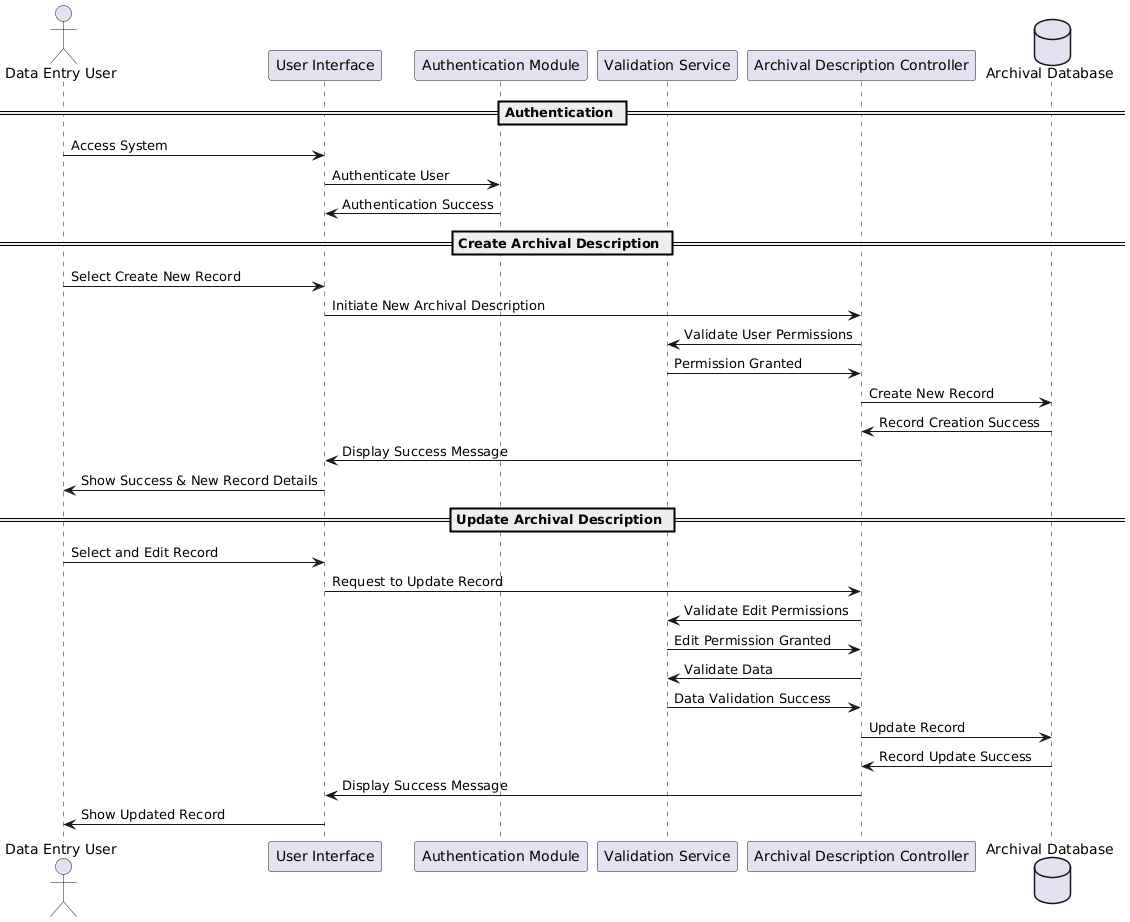 Data Entry User
User Interface
Authentication Module
Validation Service
Archival Description Controller
Archival Database
Authentication
Access System
Authenticate User
Authentication Success
Create Archival Description
Select Create New Record
Initiate New Archival Description
Validate User Permissions
Permission Granted
Create New Record
Record Creation Success
Display Success Message
Show Success & New Record Details
Update Archival Description
Select and Edit Record
Request to Update Record
Validate Edit Permissions
Edit Permission Granted
Validate Data
Data Validation Success
Update Record
Record Update Success
Display Success Message
Show Updated Record
Data Entry User
User Interface
Authentication Module
Validation Service
Archival Description Controller
Archival Database